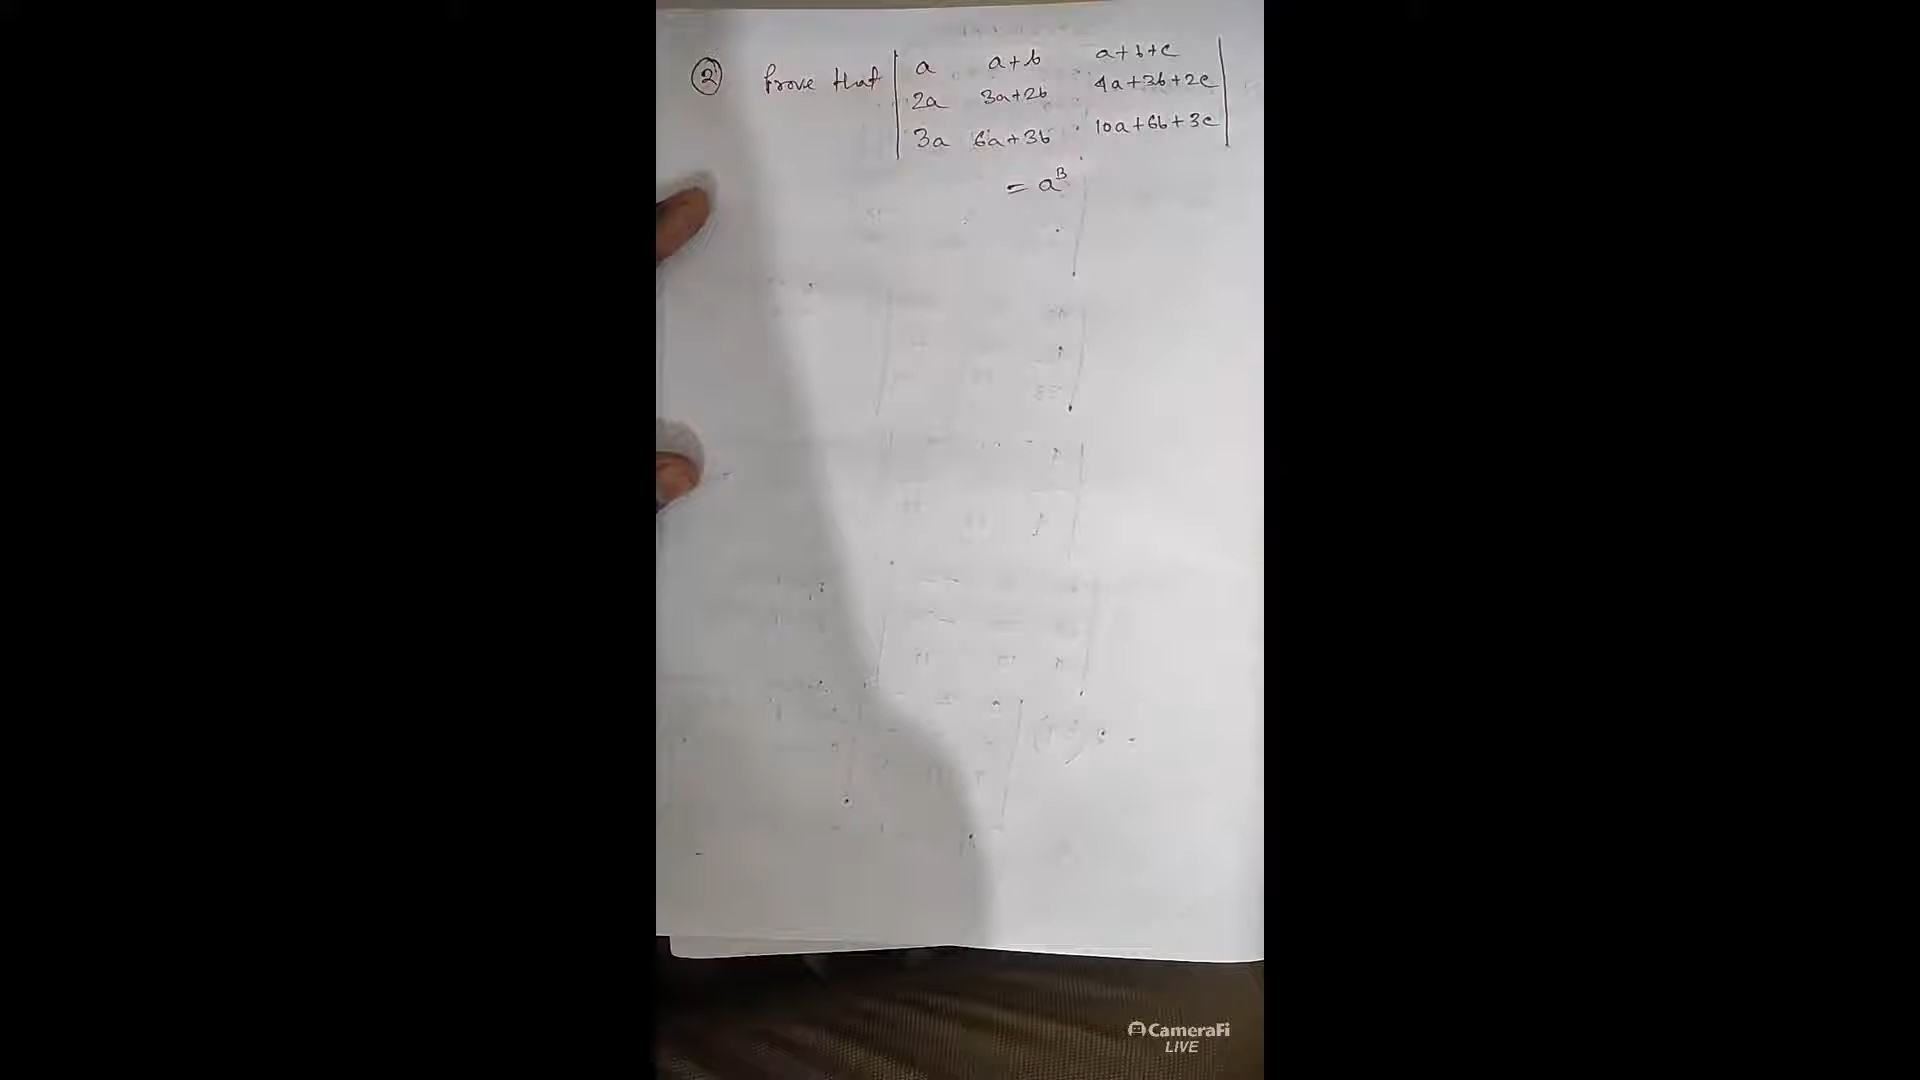 ② Prove that | a a+b a+b+c |
| 2a 3a+2b 4a+3b+2c |
| 3a 6a+3b 10a+6b+3c |
= a³
CameraFi
LIVE